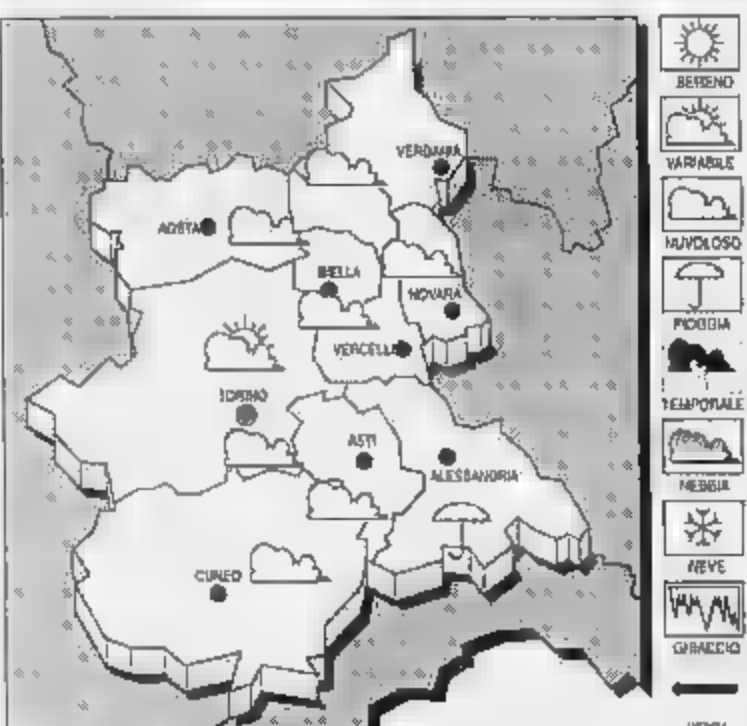 SERENO
VERBANIA
VARIABILE
AOSTA
NUVOLOSO
BIELLA
NOVARA
PIOGGIA
VERCELLI
TORINO
TEMPORALE
ASTI
ALESSANDRIA
NEBBIA
NEVE
CUNEO
GHIACCIO